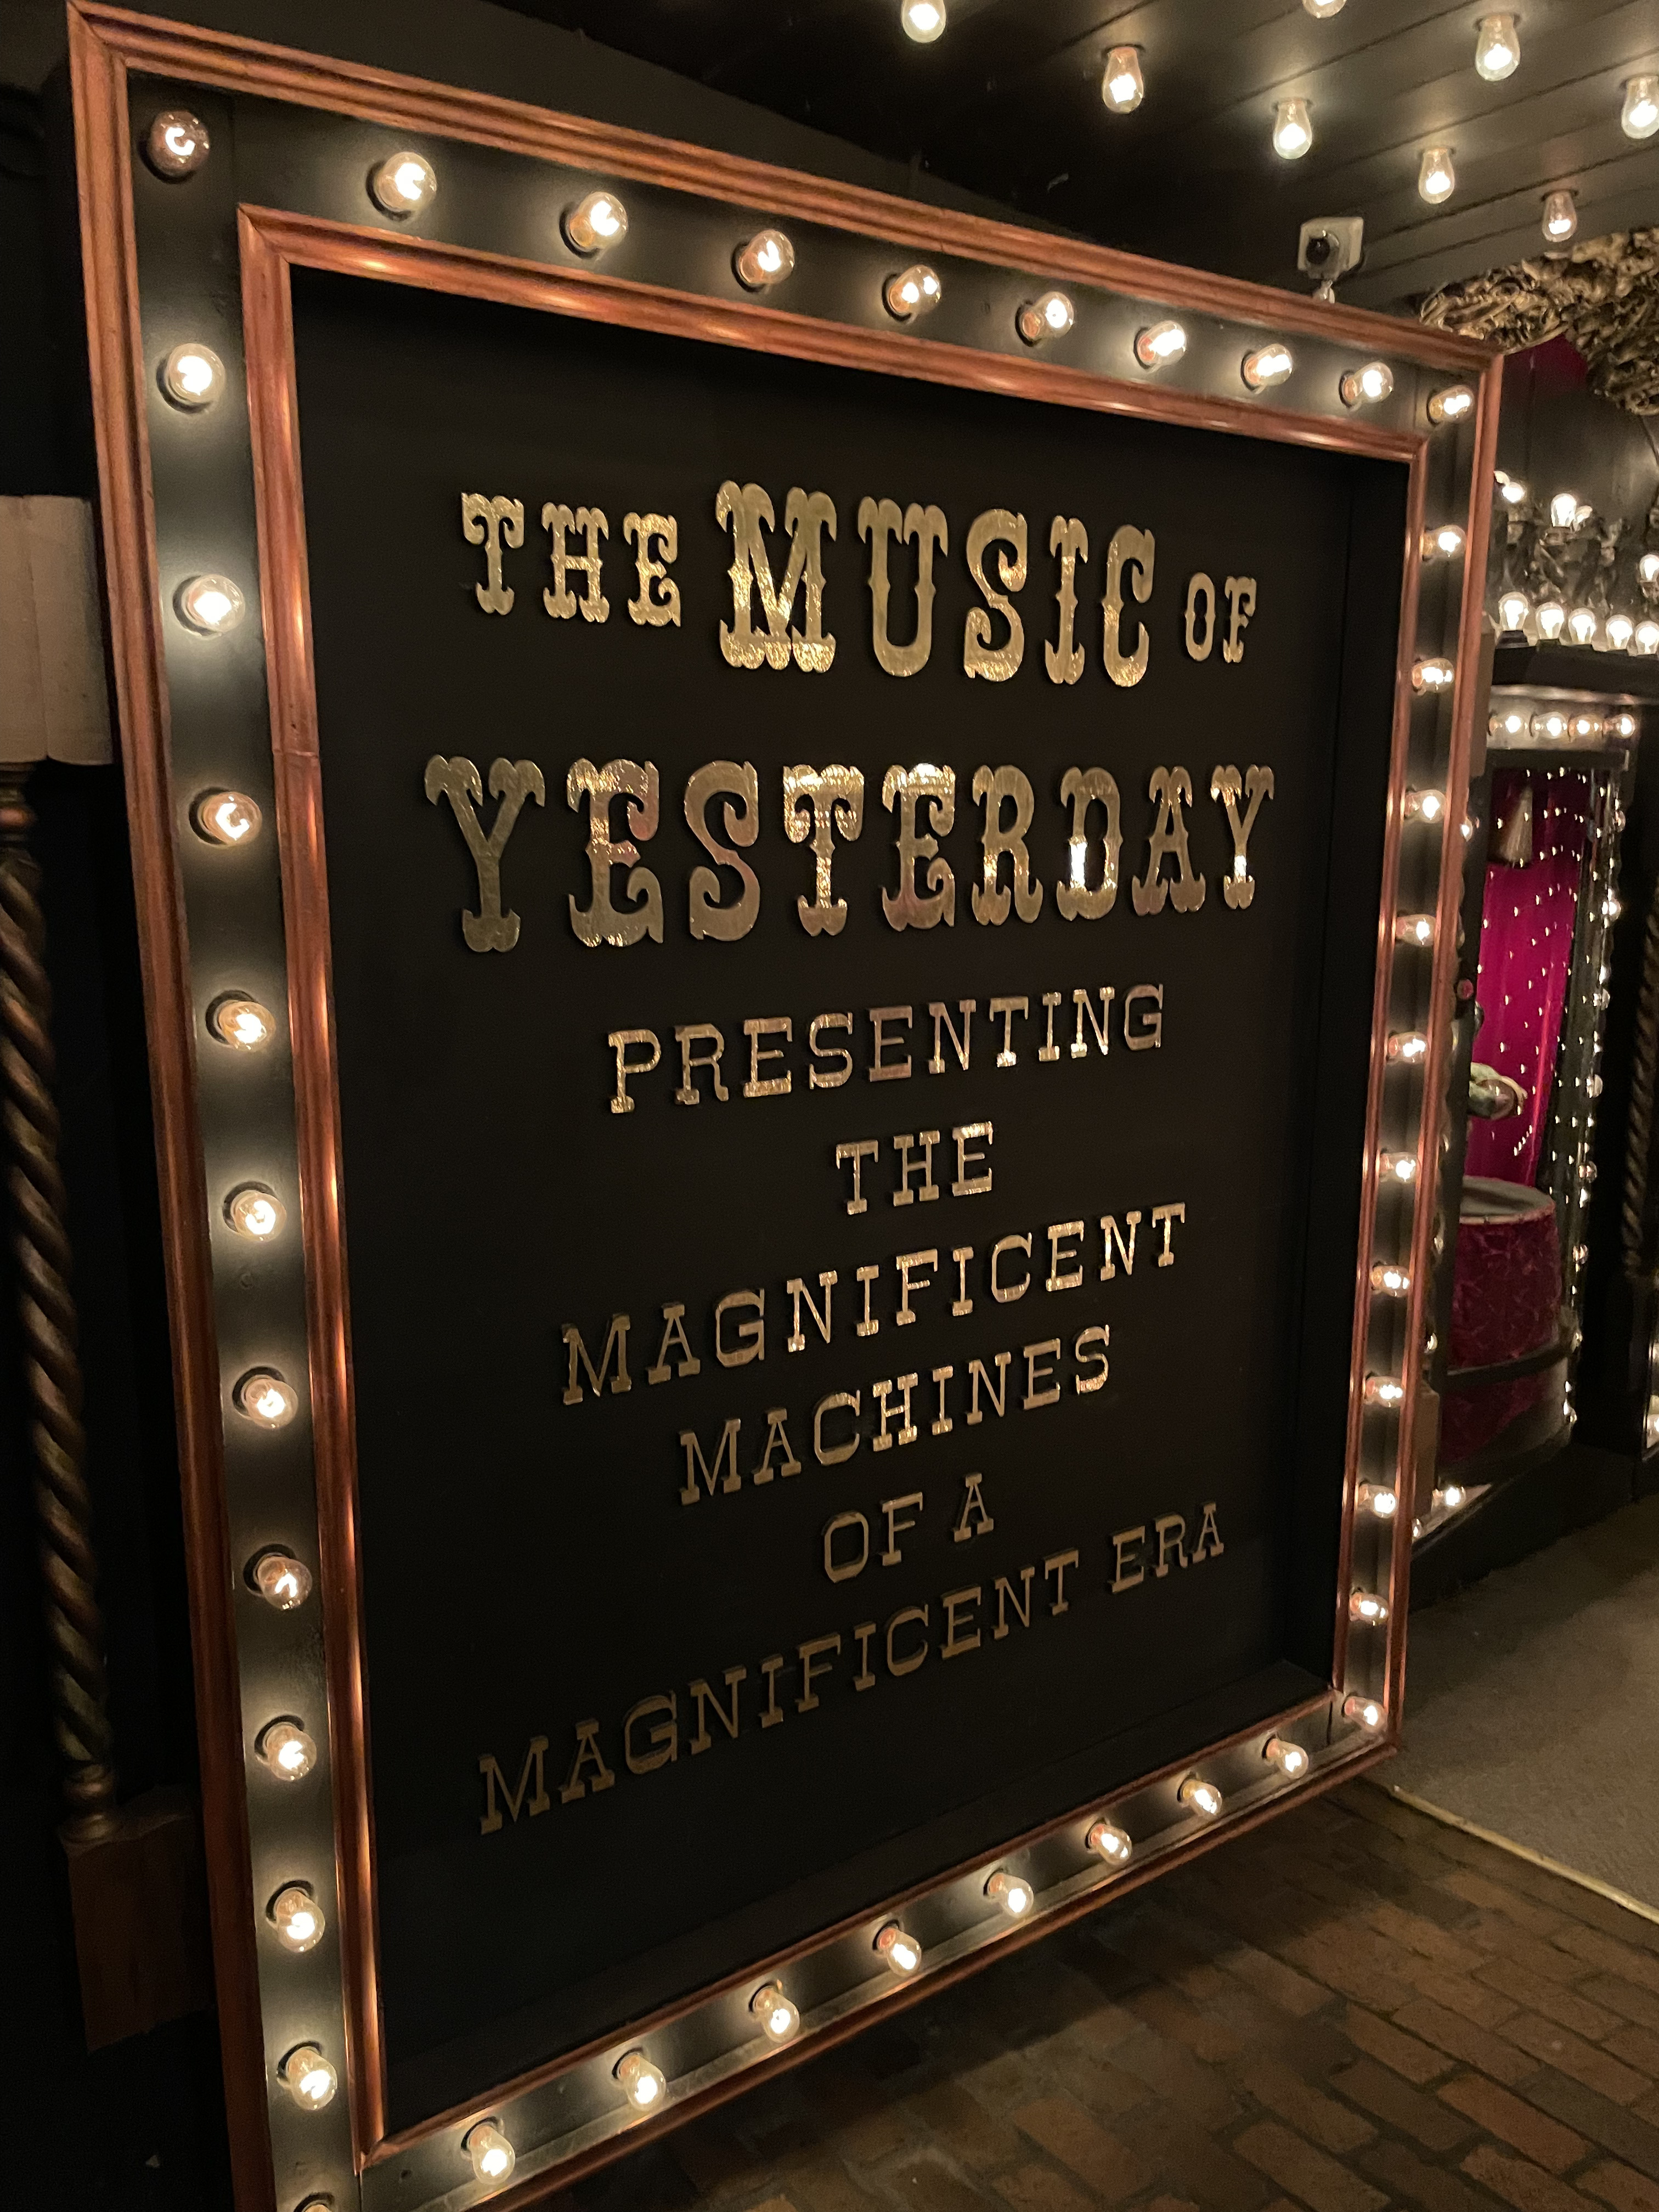 THE MUSIC OF
YESTERDAY
PRESENTING
THE
MAGNIFICENT
MACHINES
OF A
MAGNIFICENT ERA